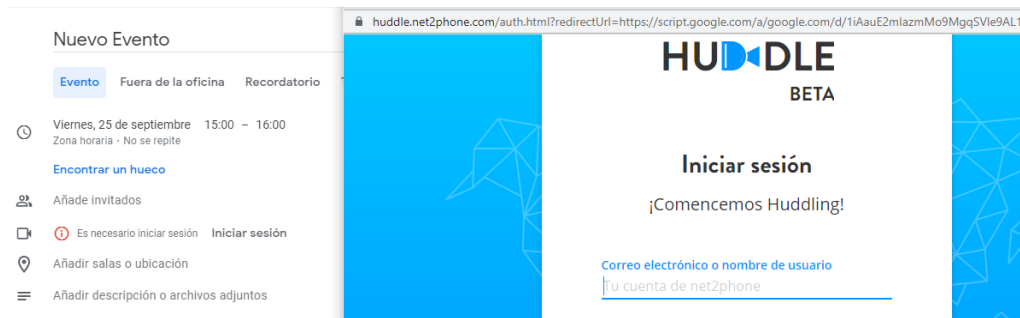 Nuevo Evento
Evento Fuera de la oficina Recordatorio
Viernes, 25 de septiembre 15:00 – 16:00
Zona horaria · No se repite
Encontrar un hueco
Añade invitados
Es necesario iniciar sesión Iniciar sesión
Añadir salas o ubicación
Añadir descripción o archivos adjuntos
huddle.net2phone.com/auth.html?redirectUrl=https://script.google.com/a/google.com/d/1iAauE2mlazmMo9MgqSVle9AL1
HUDDLE
BETA
Iniciar sesión
¡Comencemos Huddling!
Correo electrónico o nombre de usuario
Tu cuenta de net2phone